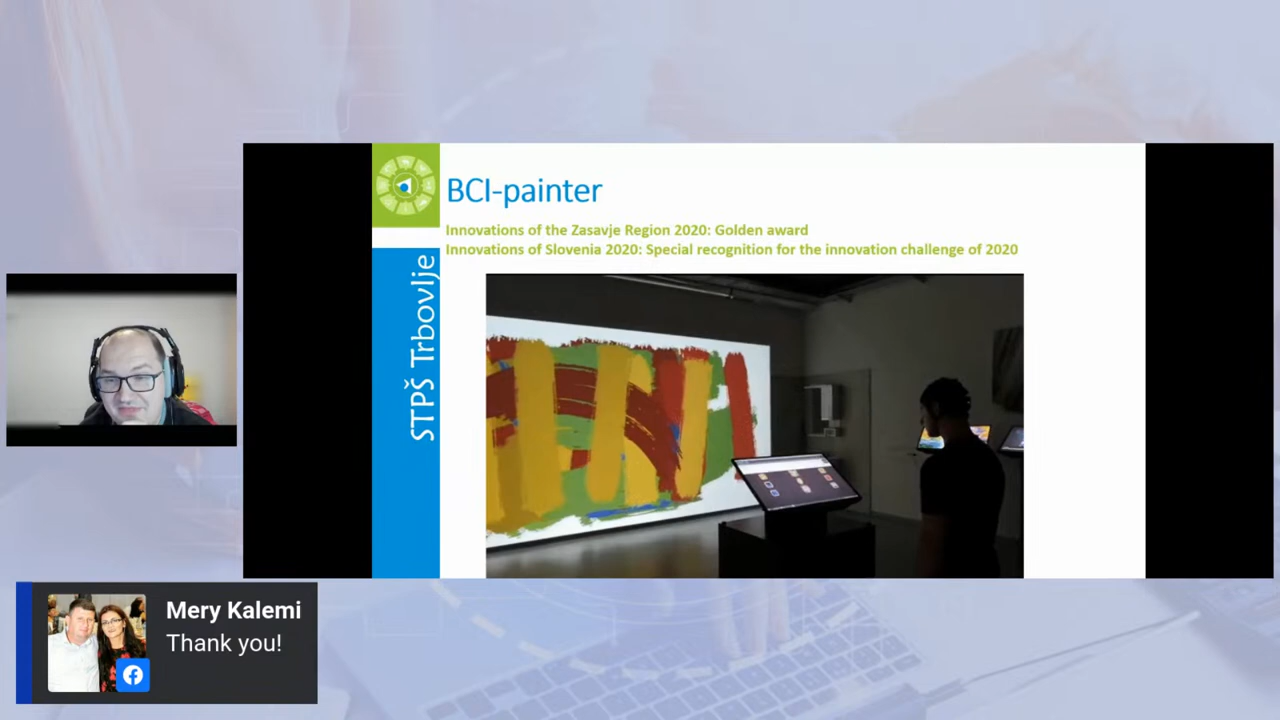 BCI-painter
Innovations of the Zasavje Region 2020: Golden award
Innovations of Slovenia 2020: Special recognition for the innovation challenge of 2020
STPŠ Trbovlje
Mery Kalemi
Thank you!